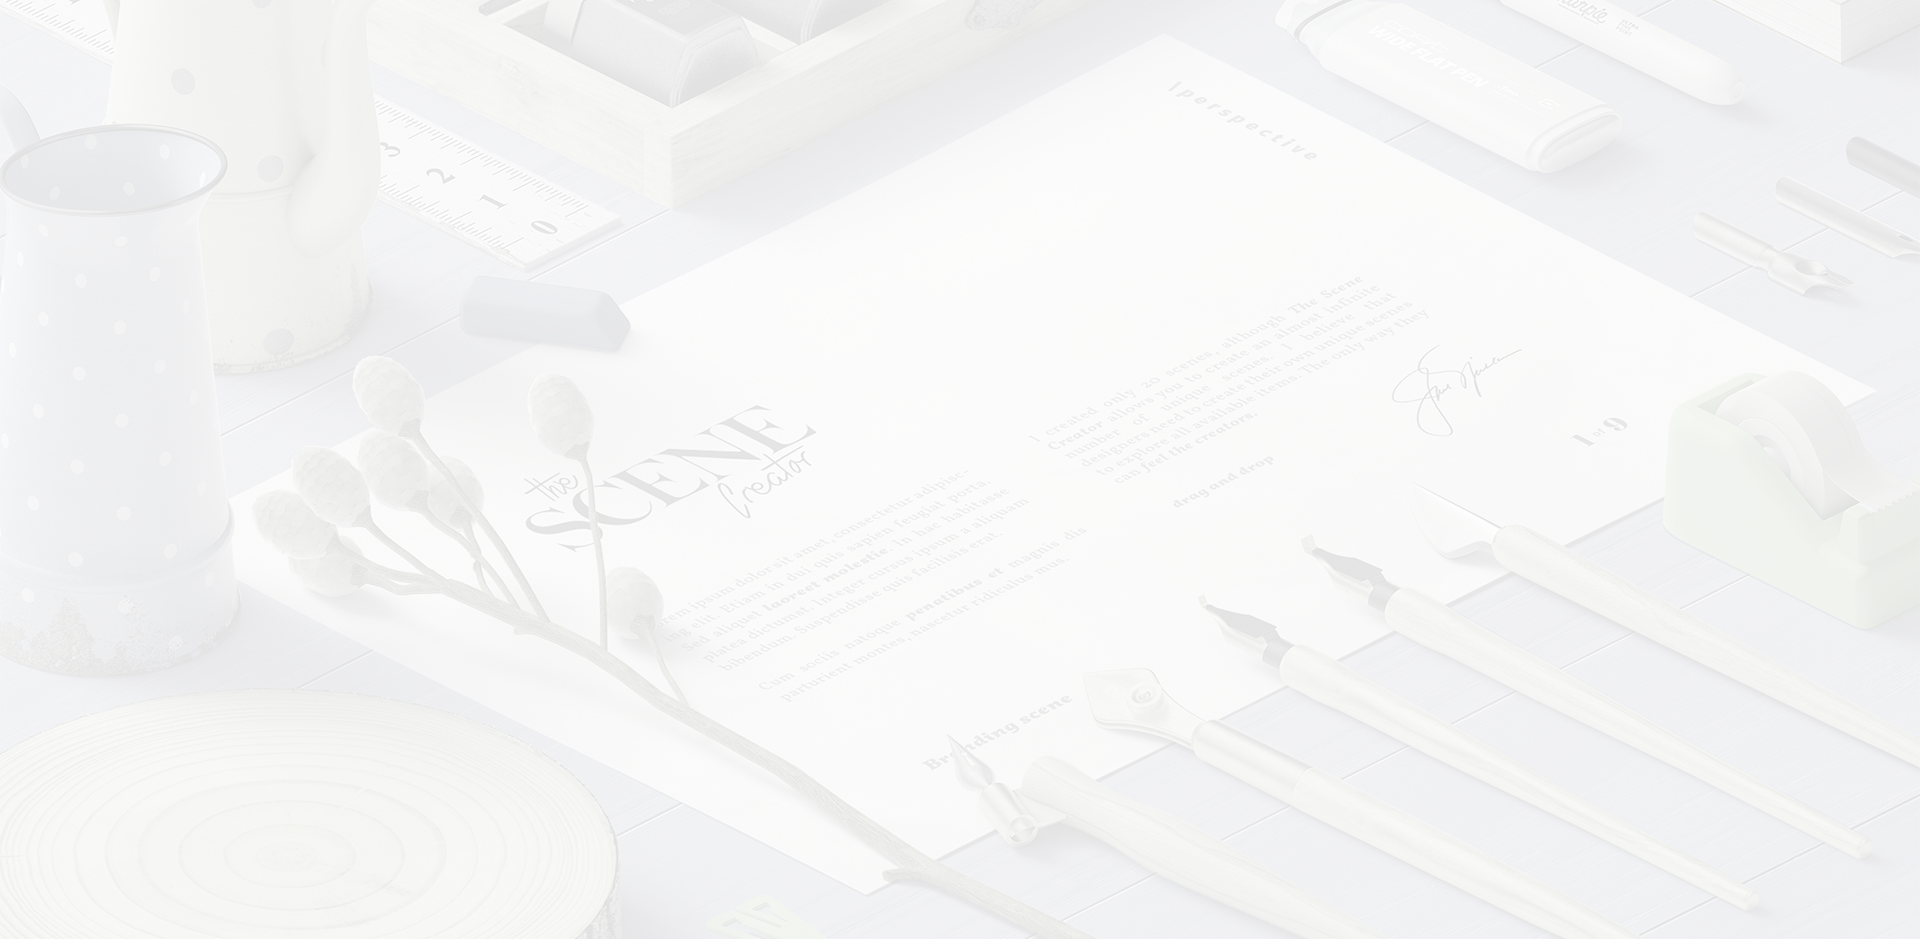 WIDE FLAT PEN
3
2
1
0
|perspective
the
SCENE
Creator
I created only 20 scenes, although The Scene
Creator allows you to create an almost infinite
number of unique scenes. I believe that
designers need to create their own unique scenes
to explore all available items. The only way they
can feel the creators.
drag and drop
1 of 9
ipsum dolor sit amet, consectetur adipisc-
elit. Etiam in dui quis sapien feugiat porta.
Sed aliquet laoreet molestie. In hac habitasse
platea dictumst. Integer cursus ipsum a aliquam
bibendum. Suspendisse quis facilisis erat.
Cum sociis natoque penatibus et magnis dis
parturient montes, nascetur ridiculus mus.
Branding scene